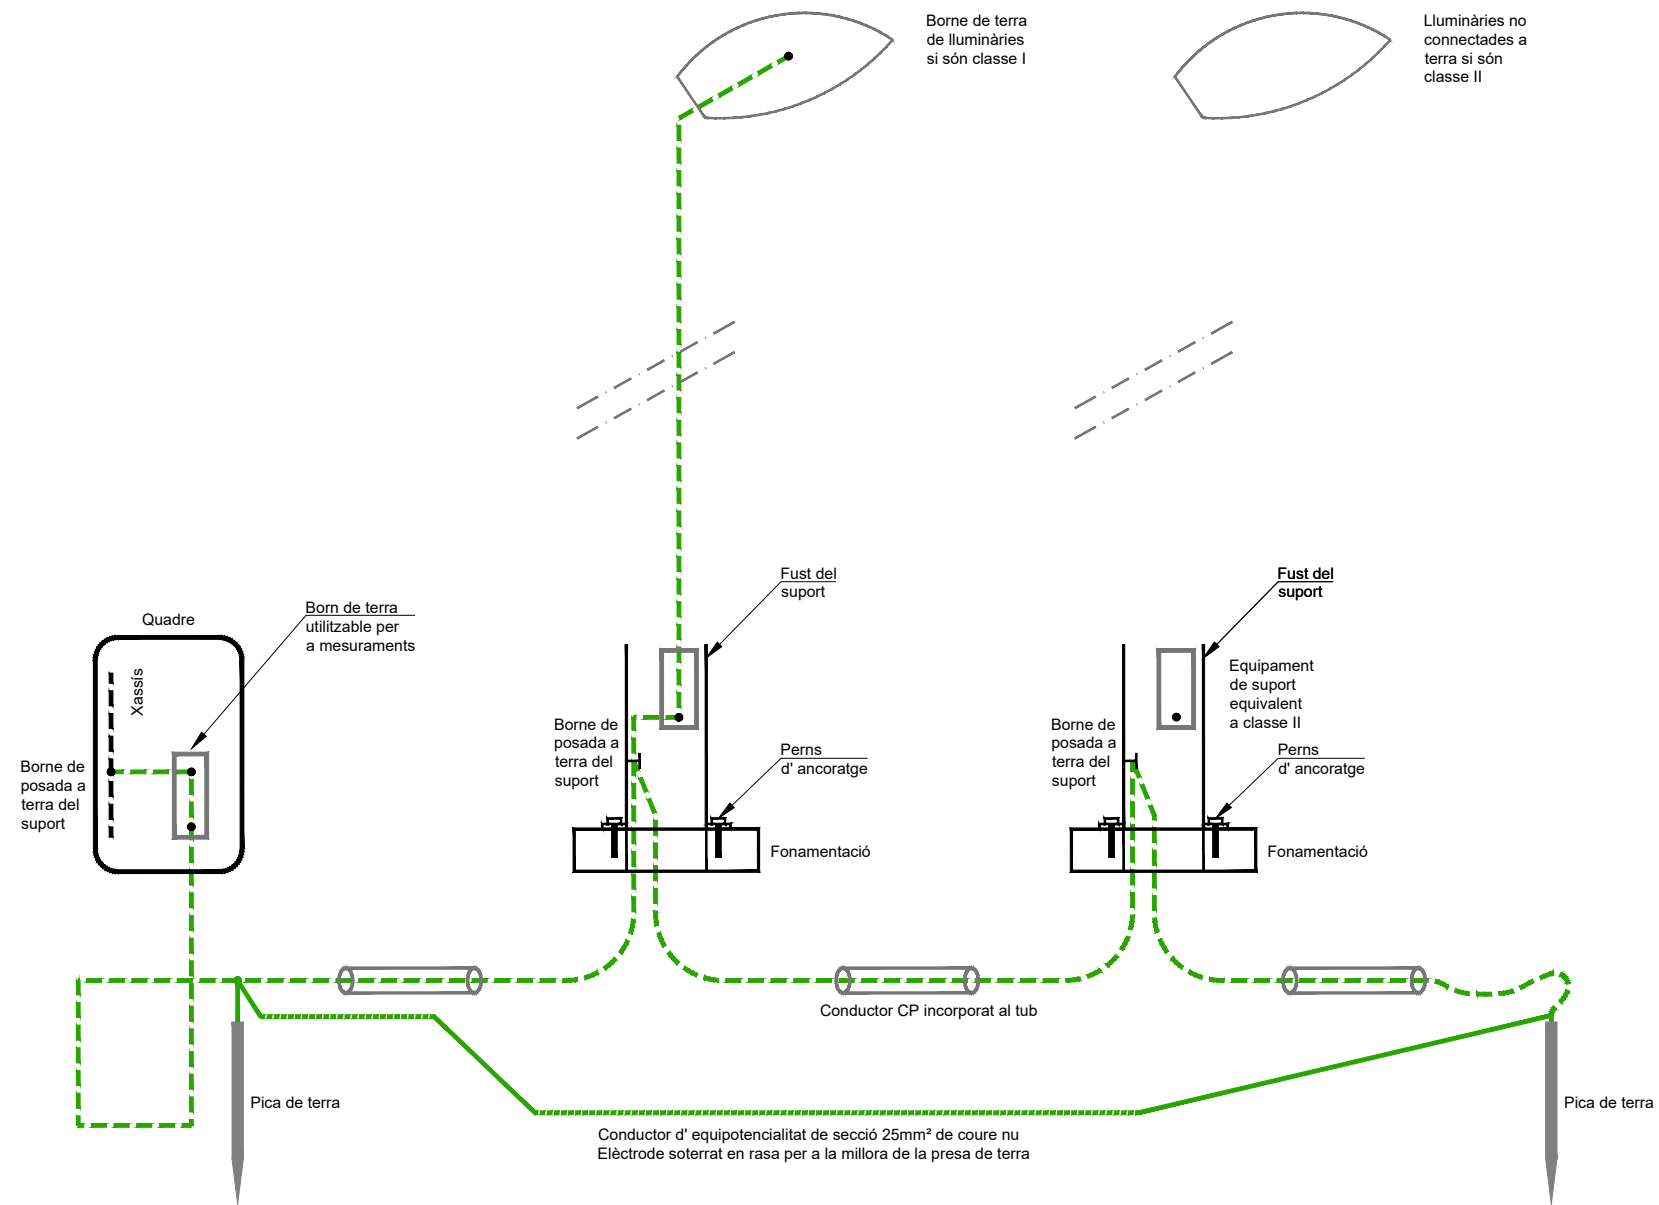 Borne de terra
de lluminàries
si són classe I
Lluminàries no
connectades a
terra si són
classe II
Fust del
suport
Fust del
suport
Quadre
Born de terra
utilitzable per
a mesuraments
Xassís
Equipament
de suport
equivalent
a classe II
Borne de
posada a
terra del
suport
Borne de
posada a
terra del
suport
Perns
d' ancoratge
Perns
d' ancoratge
Borne de
posada a
terra del
suport
Fonamentació
Fonamentació
Conductor CP incorporat al tub
Pica de terra
Pica de terra
Conductor d' equipotencialitat de secció 25mm² de coure nu
Elèctrode soterrat en rasa per a la millora de la presa de terra